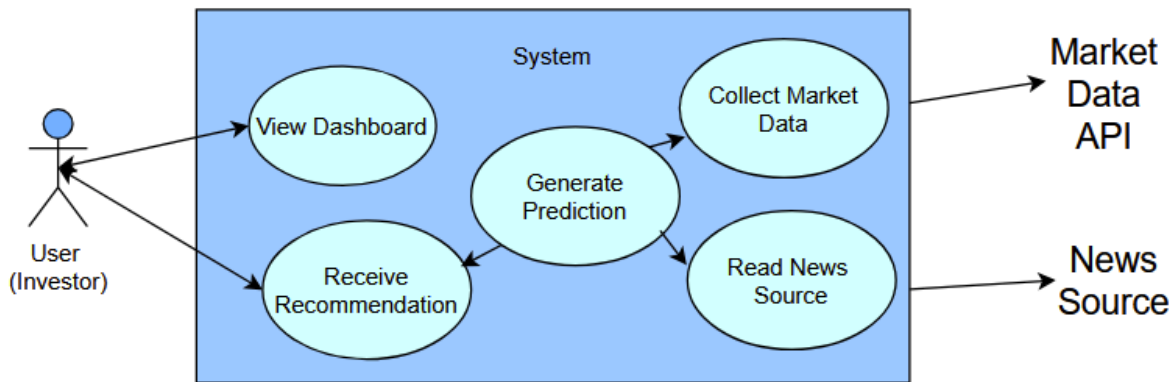 System
View Dashboard
Collect Market
Data
Generate
Prediction
Receive
Recommendation
Read News
Source
User
(Investor)
Market
Data
API
News
Source